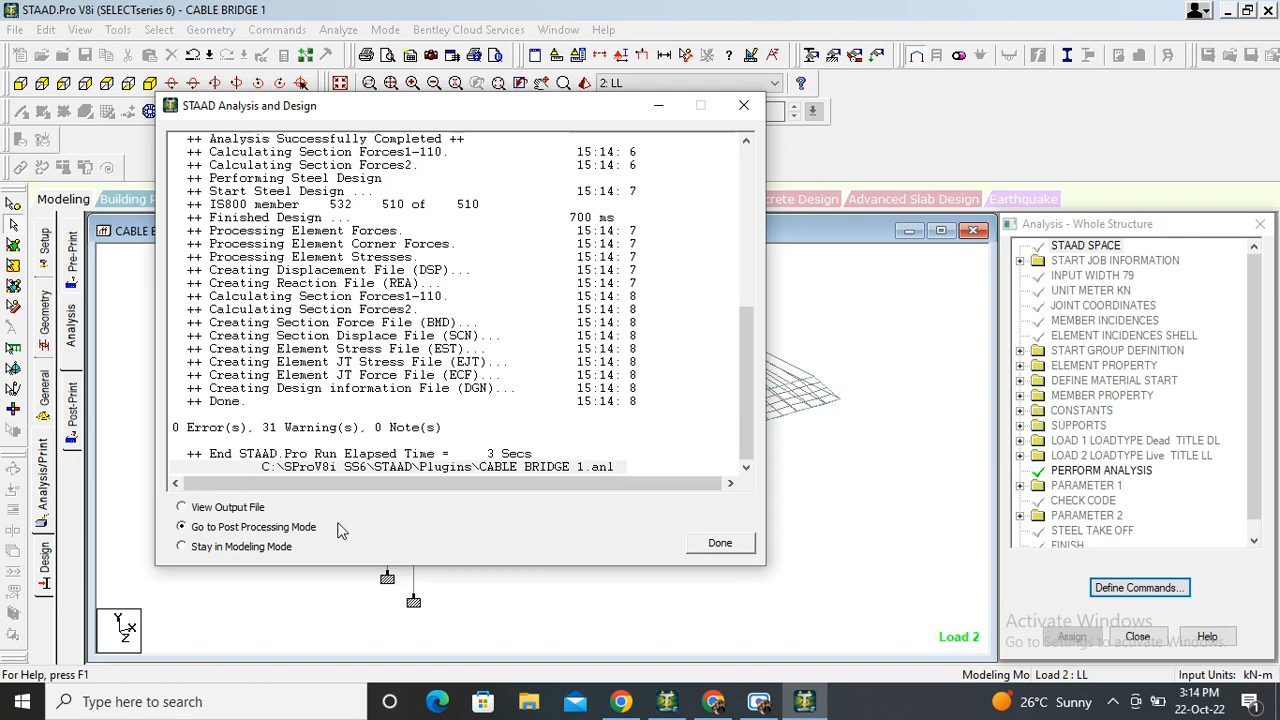 STAAD.Pro V8i (SELECTseries 6) - CABLE BRIDGE 1
File Edit View Tools Select Geometry Commands Analyze Mode Bentley Cloud Services Window Help
2: LL
STAAD Analysis and Design
++ Analysis Successfully Completed ++
++ Calculating Section Forces1-110. 15:14: 6
++ Calculating Section Forces2. 15:14: 6
++ Performing Steel Design
++ Start Steel Design ... 15:14: 7
++ IS800 member 532 510 of 510
++ Finished Design ... 700 ms
++ Processing Element Forces. 15:14: 7
++ Processing Element Corner Forces. 15:14: 7
++ Processing Element Stresses. 15:14: 7
++ Creating Displacement File (DSP)... 15:14: 7
++ Creating Reaction File (REA)... 15:14: 7
++ Calculating Section Forces1-110. 15:14: 8
++ Calculating Section Forces2. 15:14: 8
++ Creating Section Force File (BMD)... 15:14: 8
++ Creating Section Displace File (SCN)... 15:14: 8
++ Creating Element Stress File (EST)... 15:14: 8
++ Creating Element JT Stress File (EJT)... 15:14: 8
++ Creating Element JT Force File (ECF)... 15:14: 8
++ Creating Design information File (DGN)... 15:14: 8
++ Done. 15:14: 8
0 Error(s), 31 Warning(s), 0 Note(s)
++ End STAAD.Pro Run Elapsed Time = 3 Secs
C:\SProV8i SS6\STAAD\Plugins\CABLE BRIDGE 1.anl
View Output File
Go to Post Processing Mode
Stay in Modeling Mode
Done
Modeling
Building P
crete Design
Advanced Slab Design
Earthquake
CABLE B
Setup
Geometry
General
Analysis/Print
Design
Pre-Print
Analysis
Post-Print
Y
X
Z
Load 2
Analysis - Whole Structure
STAAD SPACE
START JOB INFORMATION
INPUT WIDTH 79
UNIT METER KN
JOINT COORDINATES
MEMBER INCIDENCES
ELEMENT INCIDENCES SHELL
START GROUP DEFINITION
ELEMENT PROPERTY
DEFINE MATERIAL START
MEMBER PROPERTY
CONSTANTS
SUPPORTS
LOAD 1 LOADTYPE Dead TITLE DL
LOAD 2 LOADTYPE Live TITLE LL
PERFORM ANALYSIS
PARAMETER 1
CHECK CODE
PARAMETER 2
STEEL TAKE OFF
FINISH
Define Commands...
Activate Windows
Go to Settings to activate Windows.
Assign
Close
Help
For Help, press F1
Modeling Mo
Load 2 : LL
Input Units: kN-m
Type here to search
26°C Sunny
3:14 PM
22-Oct-22
1